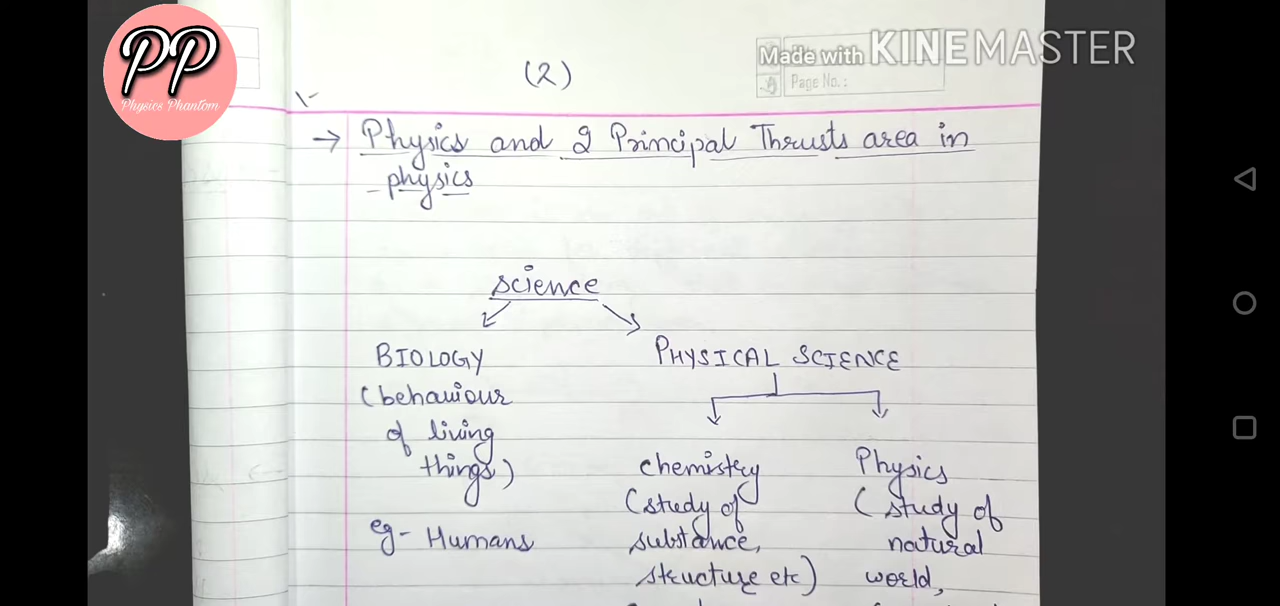 PP
Physics Phantom
Made with KINEMASTER
Page No.:
(2)
→ Physics and 2 Principal Thrusts area in
physics
science
BIOLOGY
PHYSICAL SCIENCE
(behaviour
of living
things)
eg- Humans
chemistry
(study of
substance,
structure etc)
Physics
(study of
natural
world,